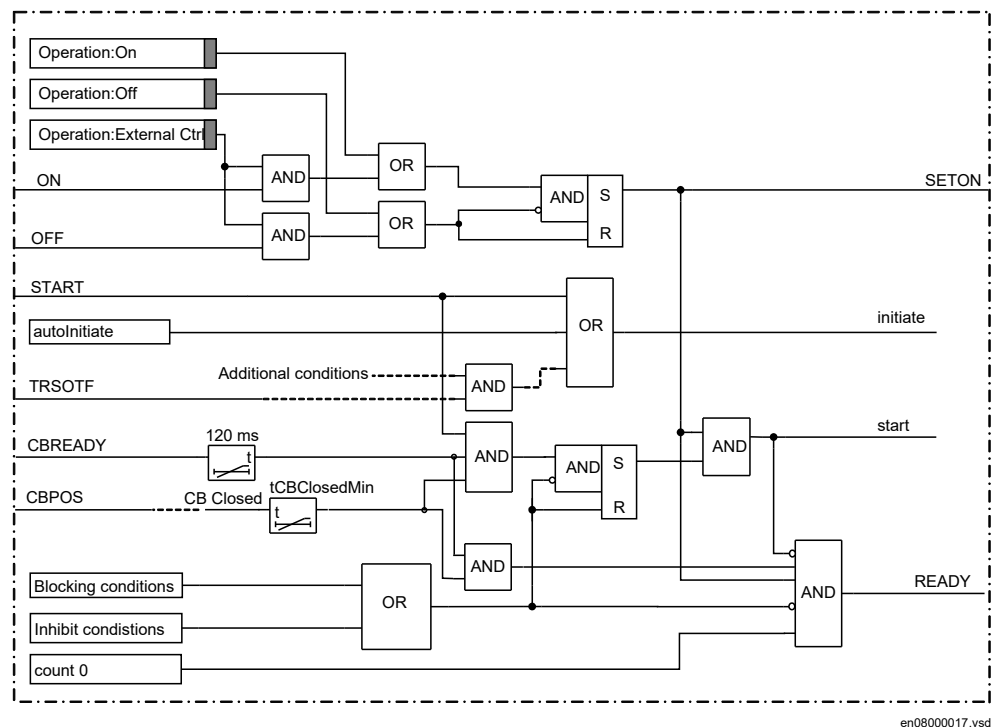 Operation:On
Operation:Off
Operation:External Ctrl
ON
AND
OR
AND
S
SETON
OFF
AND
OR
R
START
autoInitiate
OR
initiate
Additional conditions
TRSOTF
AND
CBREADY
120 ms
t
AND
AND
S
AND
start
CBPOS
CB Closed
tCBClosedMin
t
R
Blocking conditions
AND
OR
AND
READY
Inhibit condistions
count 0
en08000017.vsd